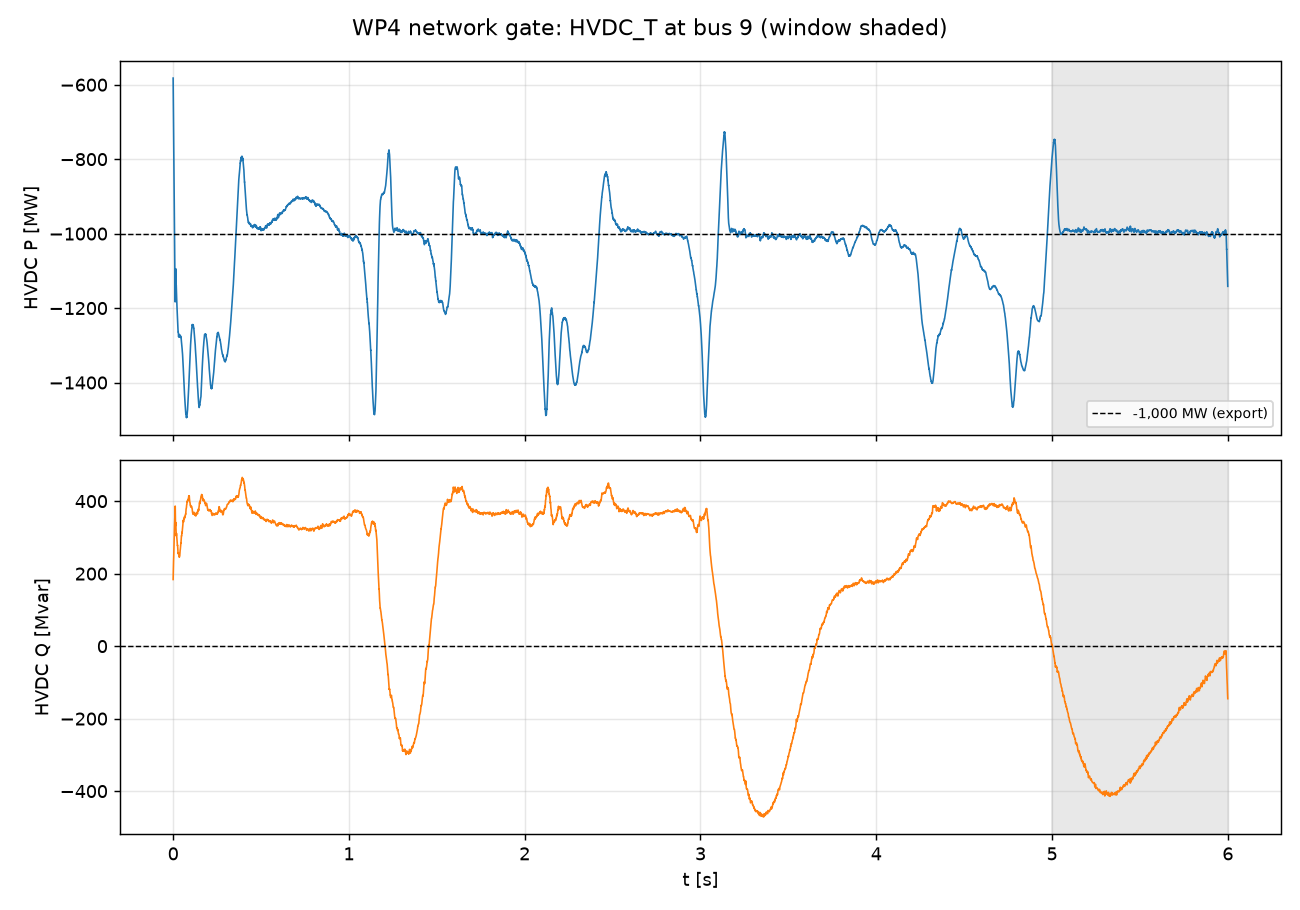 WP4 network gate: HVDC_T at bus 9 (window shaded)
−600
−800
−1000
−1200
−1400
HVDC P [MW]
-1,000 MW (export)
400
200
0
−200
−400
HVDC Q [Mvar]
0 1 2 3 4 5 6
t [s]